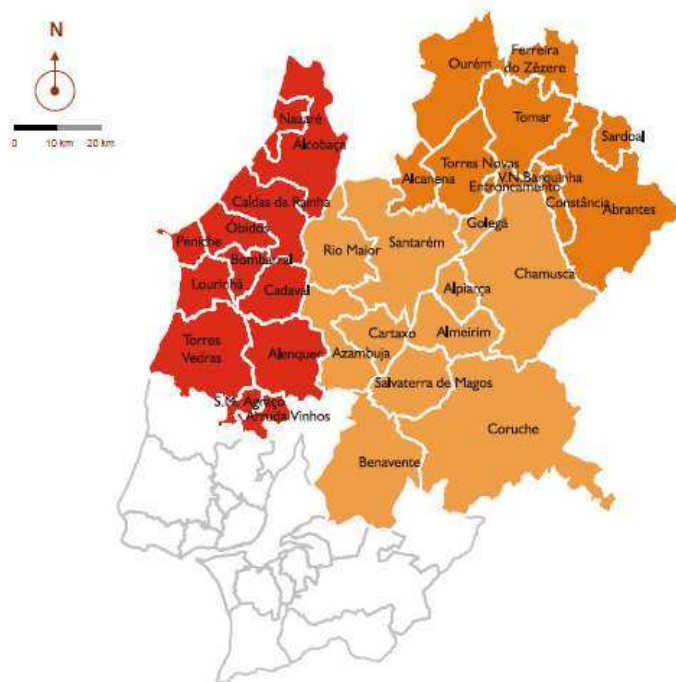 N
0 10 km 20 km
Ourém
Ferreira
do Zêzere
Nazaré
Alcobaça
Tomar
Sardoal
Torres Novas
Alcanena
V.N.Barquinha
Entroncamento
Constância
Abrantes
Caldas da Rainha
Óbidos
Peniche
Golegã
Santarém
Rio Maior
Bombarral
Lourinhã
Cadaval
Alpiarça
Chamusca
Torres
Vedras
Alenquer
Cartaxo
Almeirim
Azambuja
Salvaterra de Magos
S.M. Agraço
Arruda Vinhos
Coruche
Benavente